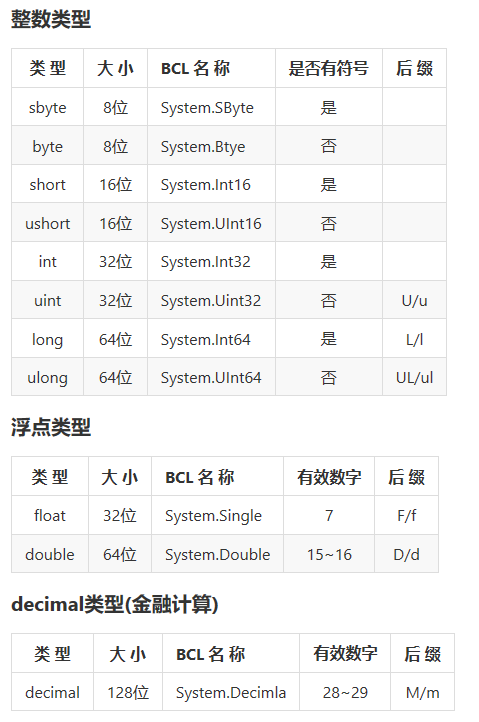 整数类型
类 型 大 小 BCL 名 称 是否有符号 后 缀
sbyte 8位 System.SByte 是
byte 8位 System.Btye 否
short 16位 System.Int16 是
ushort 16位 System.UInt16 否
int 32位 System.Int32 是
uint 32位 System.Uint32 否 U/u
long 64位 System.Int64 是 L/l
ulong 64位 System.UInt64 否 UL/ul
浮点类型
类 型 大 小 BCL 名 称 有效数字 后 缀
float 32位 System.Single 7 F/f
double 64位 System.Double 15~16 D/d
decimal类型(金融计算)
类 型 大 小 BCL 名 称 有效数字 后 缀
decimal 128位 System.Decimla 28~29 M/m